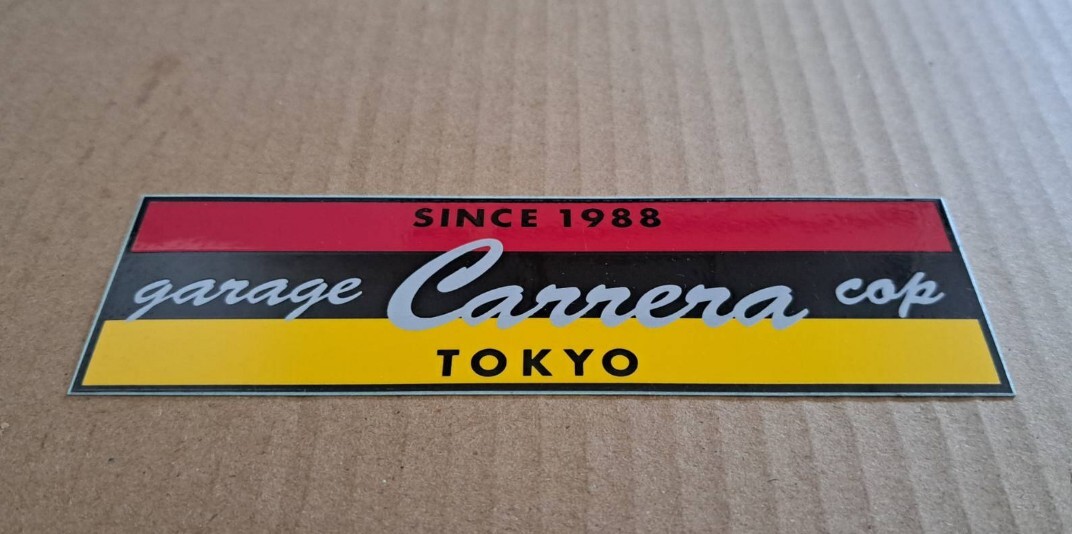 SINCE 1988
garage Carrera cop
TOKYO